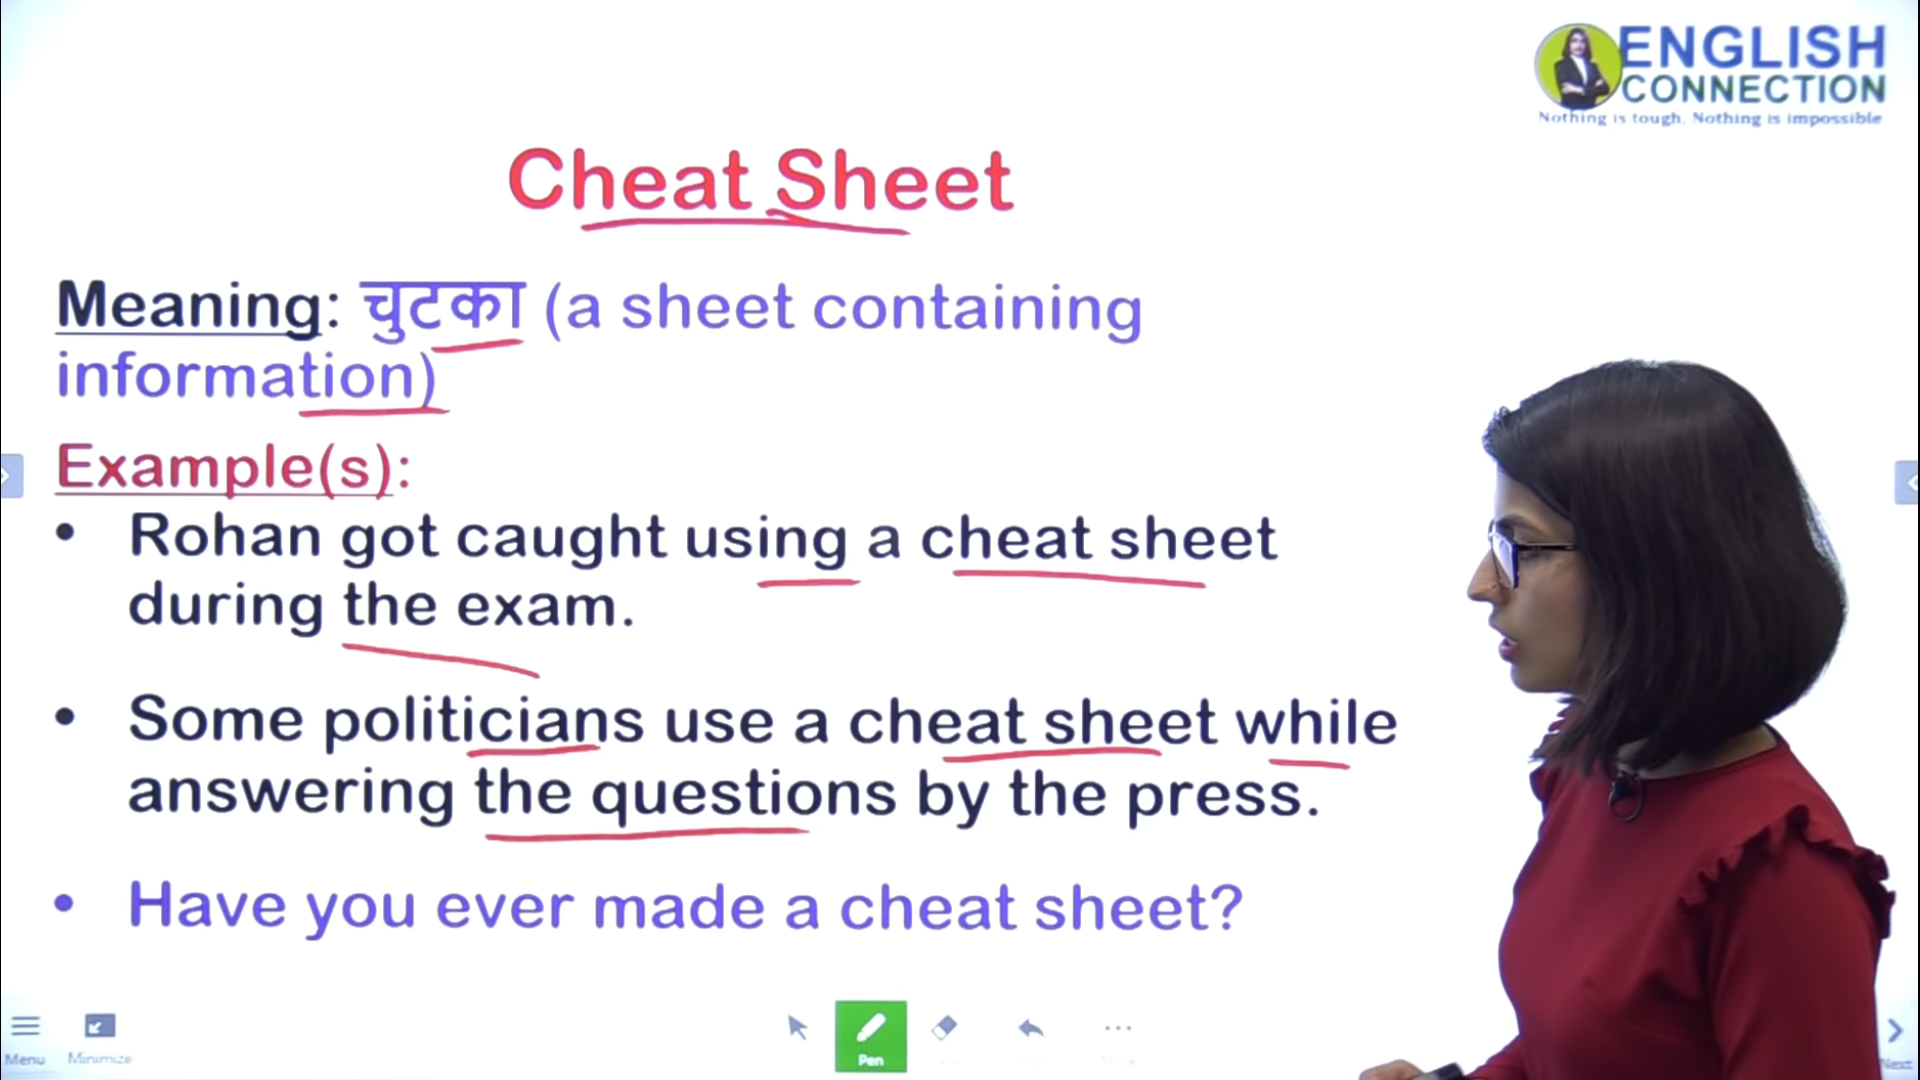 ENGLISH
CONNECTION
Nothing is tough, Nothing is impossible
Cheat Sheet
Meaning: चुटका (a sheet containing
information)
Example(s):
• Rohan got caught using a cheat sheet
during the exam.
• Some politicians use a cheat sheet while
answering the questions by the press.
• Have you ever made a cheat sheet?
Menu
Minimize
Pen
Next